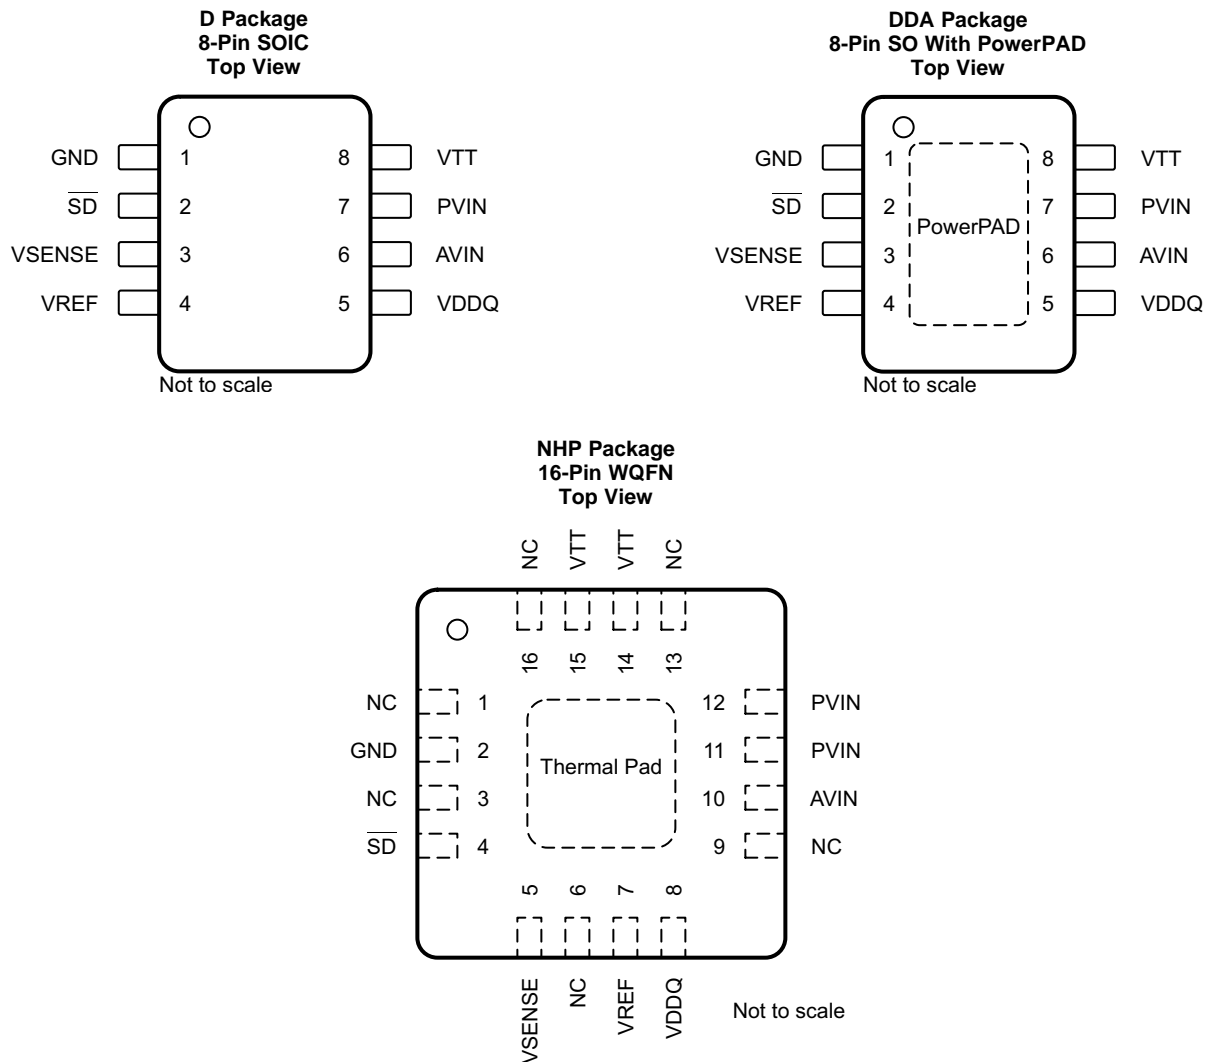 D Package
8-Pin SOIC
Top View
GND 1 8 VTT
SD 2 7 PVIN
VSENSE 3 6 AVIN
VREF 4 5 VDDQ
Not to scale
DDA Package
8-Pin SO With PowerPAD
Top View
GND 1 8 VTT
SD 2 7 PVIN
PowerPAD
VSENSE 3 6 AVIN
VREF 4 5 VDDQ
Not to scale
NHP Package
16-Pin WQFN
Top View
NC VTT VTT NC
16 15 14 13
NC 1 12 PVIN
GND 2 11 PVIN
Thermal Pad
NC 3 10 AVIN
SD 4 9 NC
5 6 7 8
VSENSE NC VREF VDDQ
Not to scale